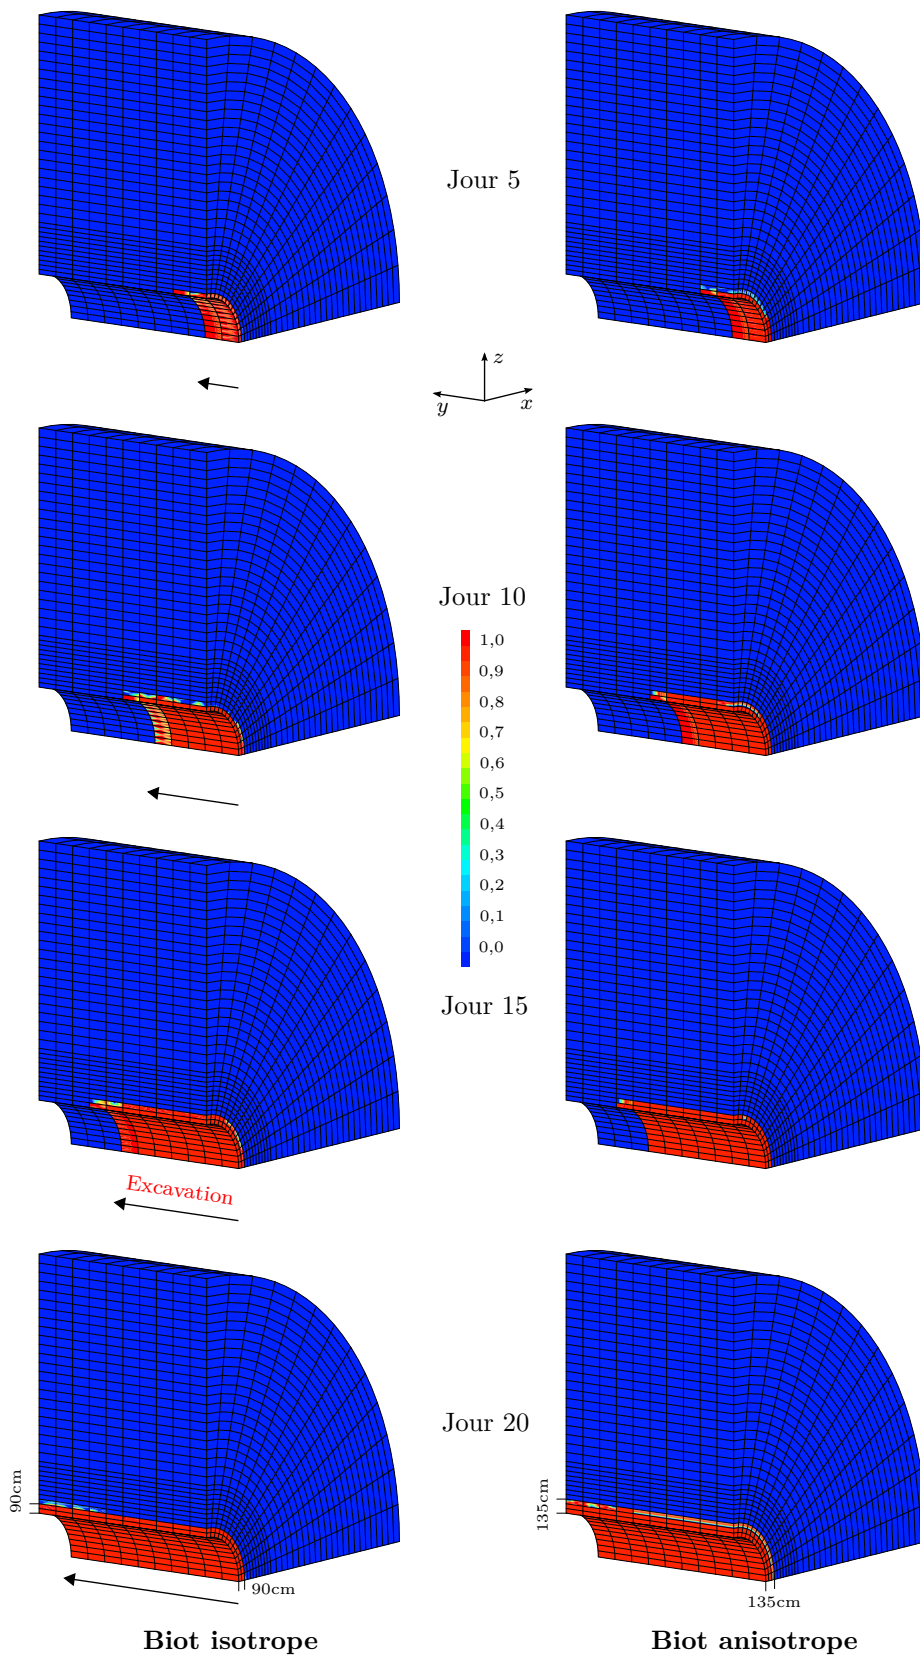 Jour 5
z
y
x
Jour 10
1,0
0,9
0,8
0,7
0,6
0,5
0,4
0,3
0,2
0,1
0,0
Jour 15
Excavation
Jour 20
90cm
135cm
90cm
135cm
Biot isotrope
Biot anisotrope